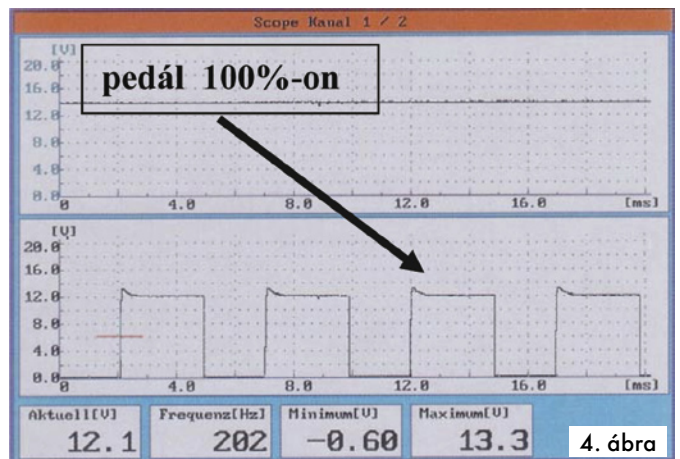 Scope Kanal 1 / 2
[V]
20.0
16.0
12.0
8.0
4.0
0.0
0 4.0 8.0 12.0 16.0 [ms]
pedál 100%-on
[V]
20.0
16.0
12.0
8.0
4.0
0.0
0 4.0 8.0 12.0 16.0 [ms]
Aktuell[V] Frequenz[Hz] Minimum[V] Maximum[V]
12.1 202 -0.60 13.3
4. ábra